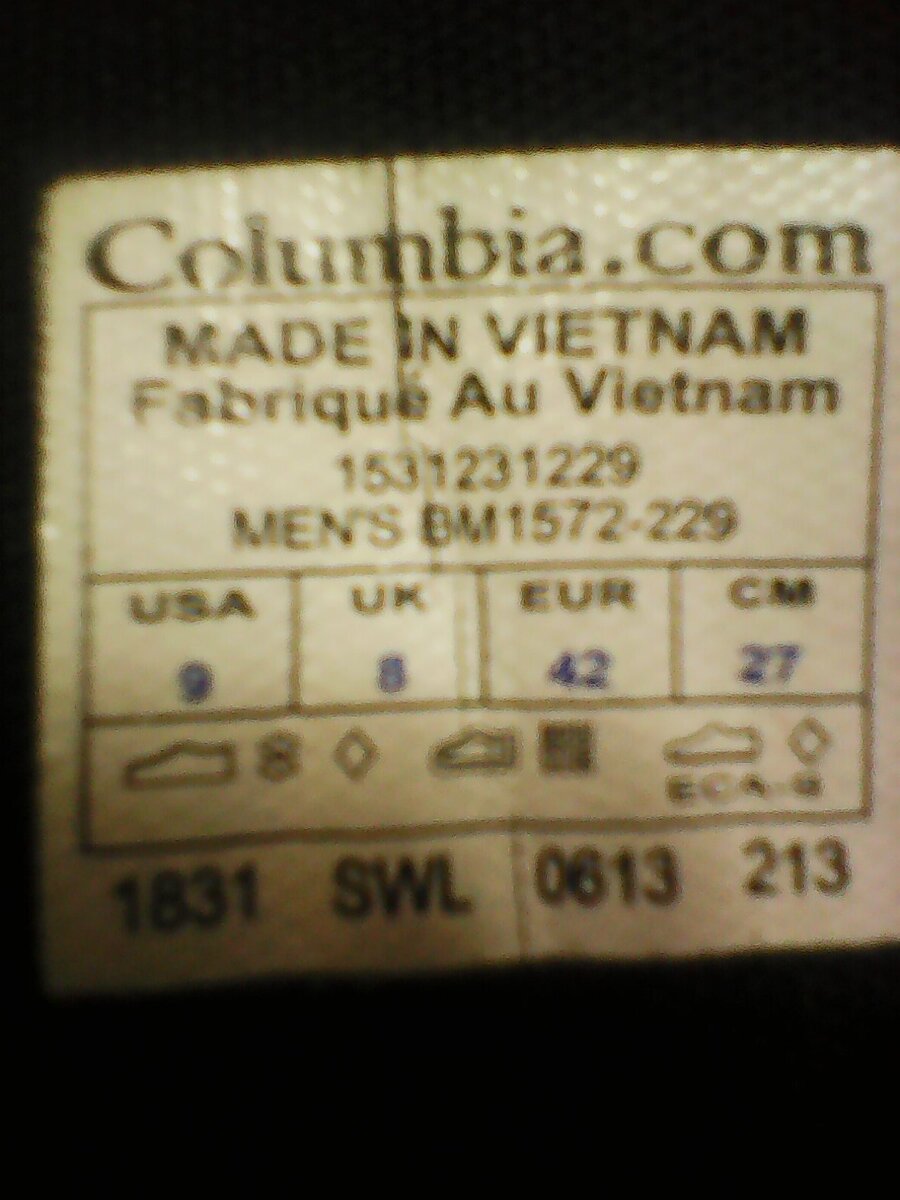 Columbia.com
MADE IN VIETNAM
Fabriqué Au Vietnam
1531231229
MEN'S BM1572-229
USA UK EUR CM
9 8 42 27
1831 SWL 0613 213